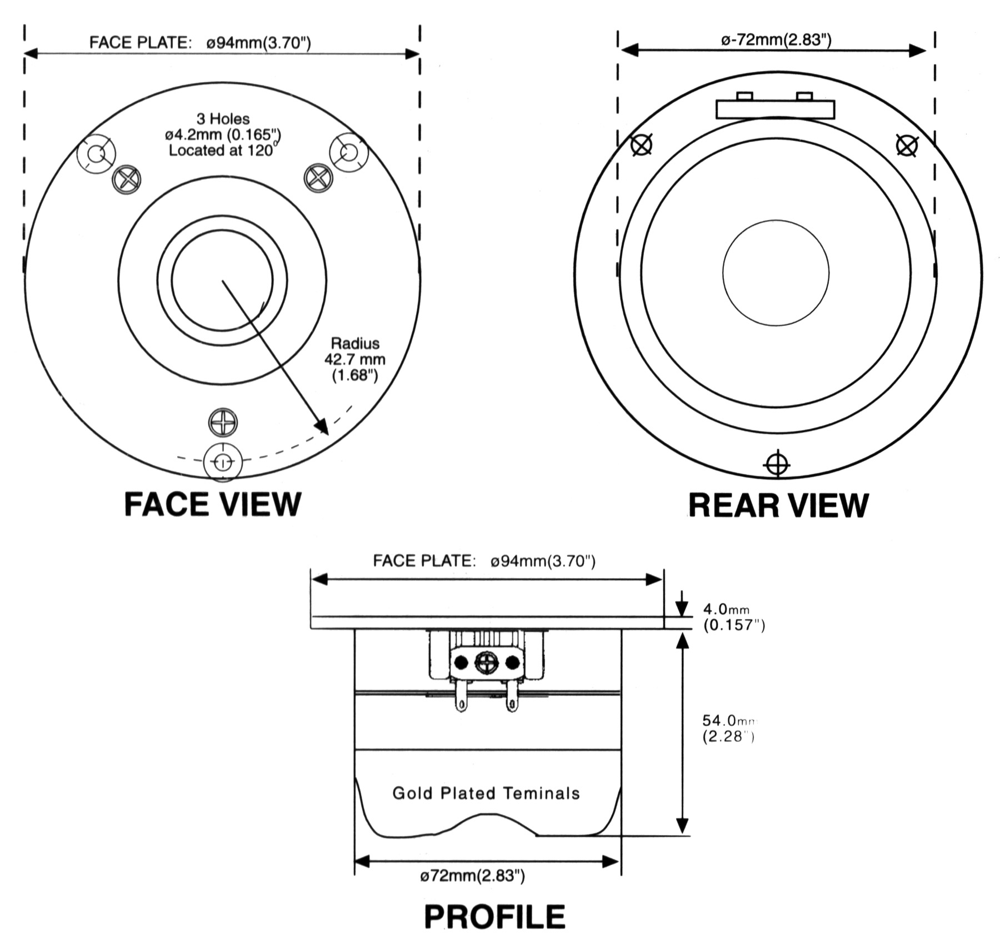 FACE PLATE: ø94mm(3.70")
3 Holes
ø4.2mm (0.165")
Located at 120°
Radius
42.7 mm
(1.68")
FACE VIEW
ø-72mm(2.83")
REAR VIEW
FACE PLATE: ø94mm(3.70")
4.0mm
(0.157")
54.0mm
(2.28")
Gold Plated Teminals
ø72mm(2.83")
PROFILE